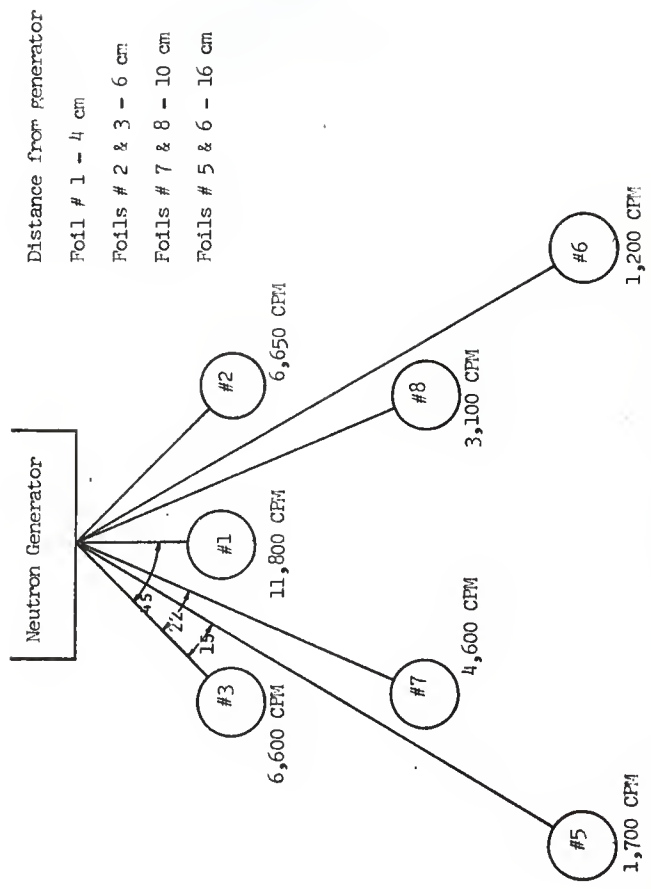 Neutron Generator
Distance from generator
Foil # 1 - 4 cm
Foils # 2 & 3 - 6 cm
Foils # 7 & 8 - 10 cm
Foils # 5 & 6 - 16 cm
45
22
15
#3
6,600 CPM
#1
11,800 CPM
#2
6,650 CPM
#7
4,600 CPM
#8
3,100 CPM
#5
1,700 CPM
#6
1,200 CPM